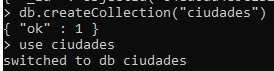 > db.createCollection("ciudades")
{ "ok" : 1 }
> use ciudades
switched to db ciudades